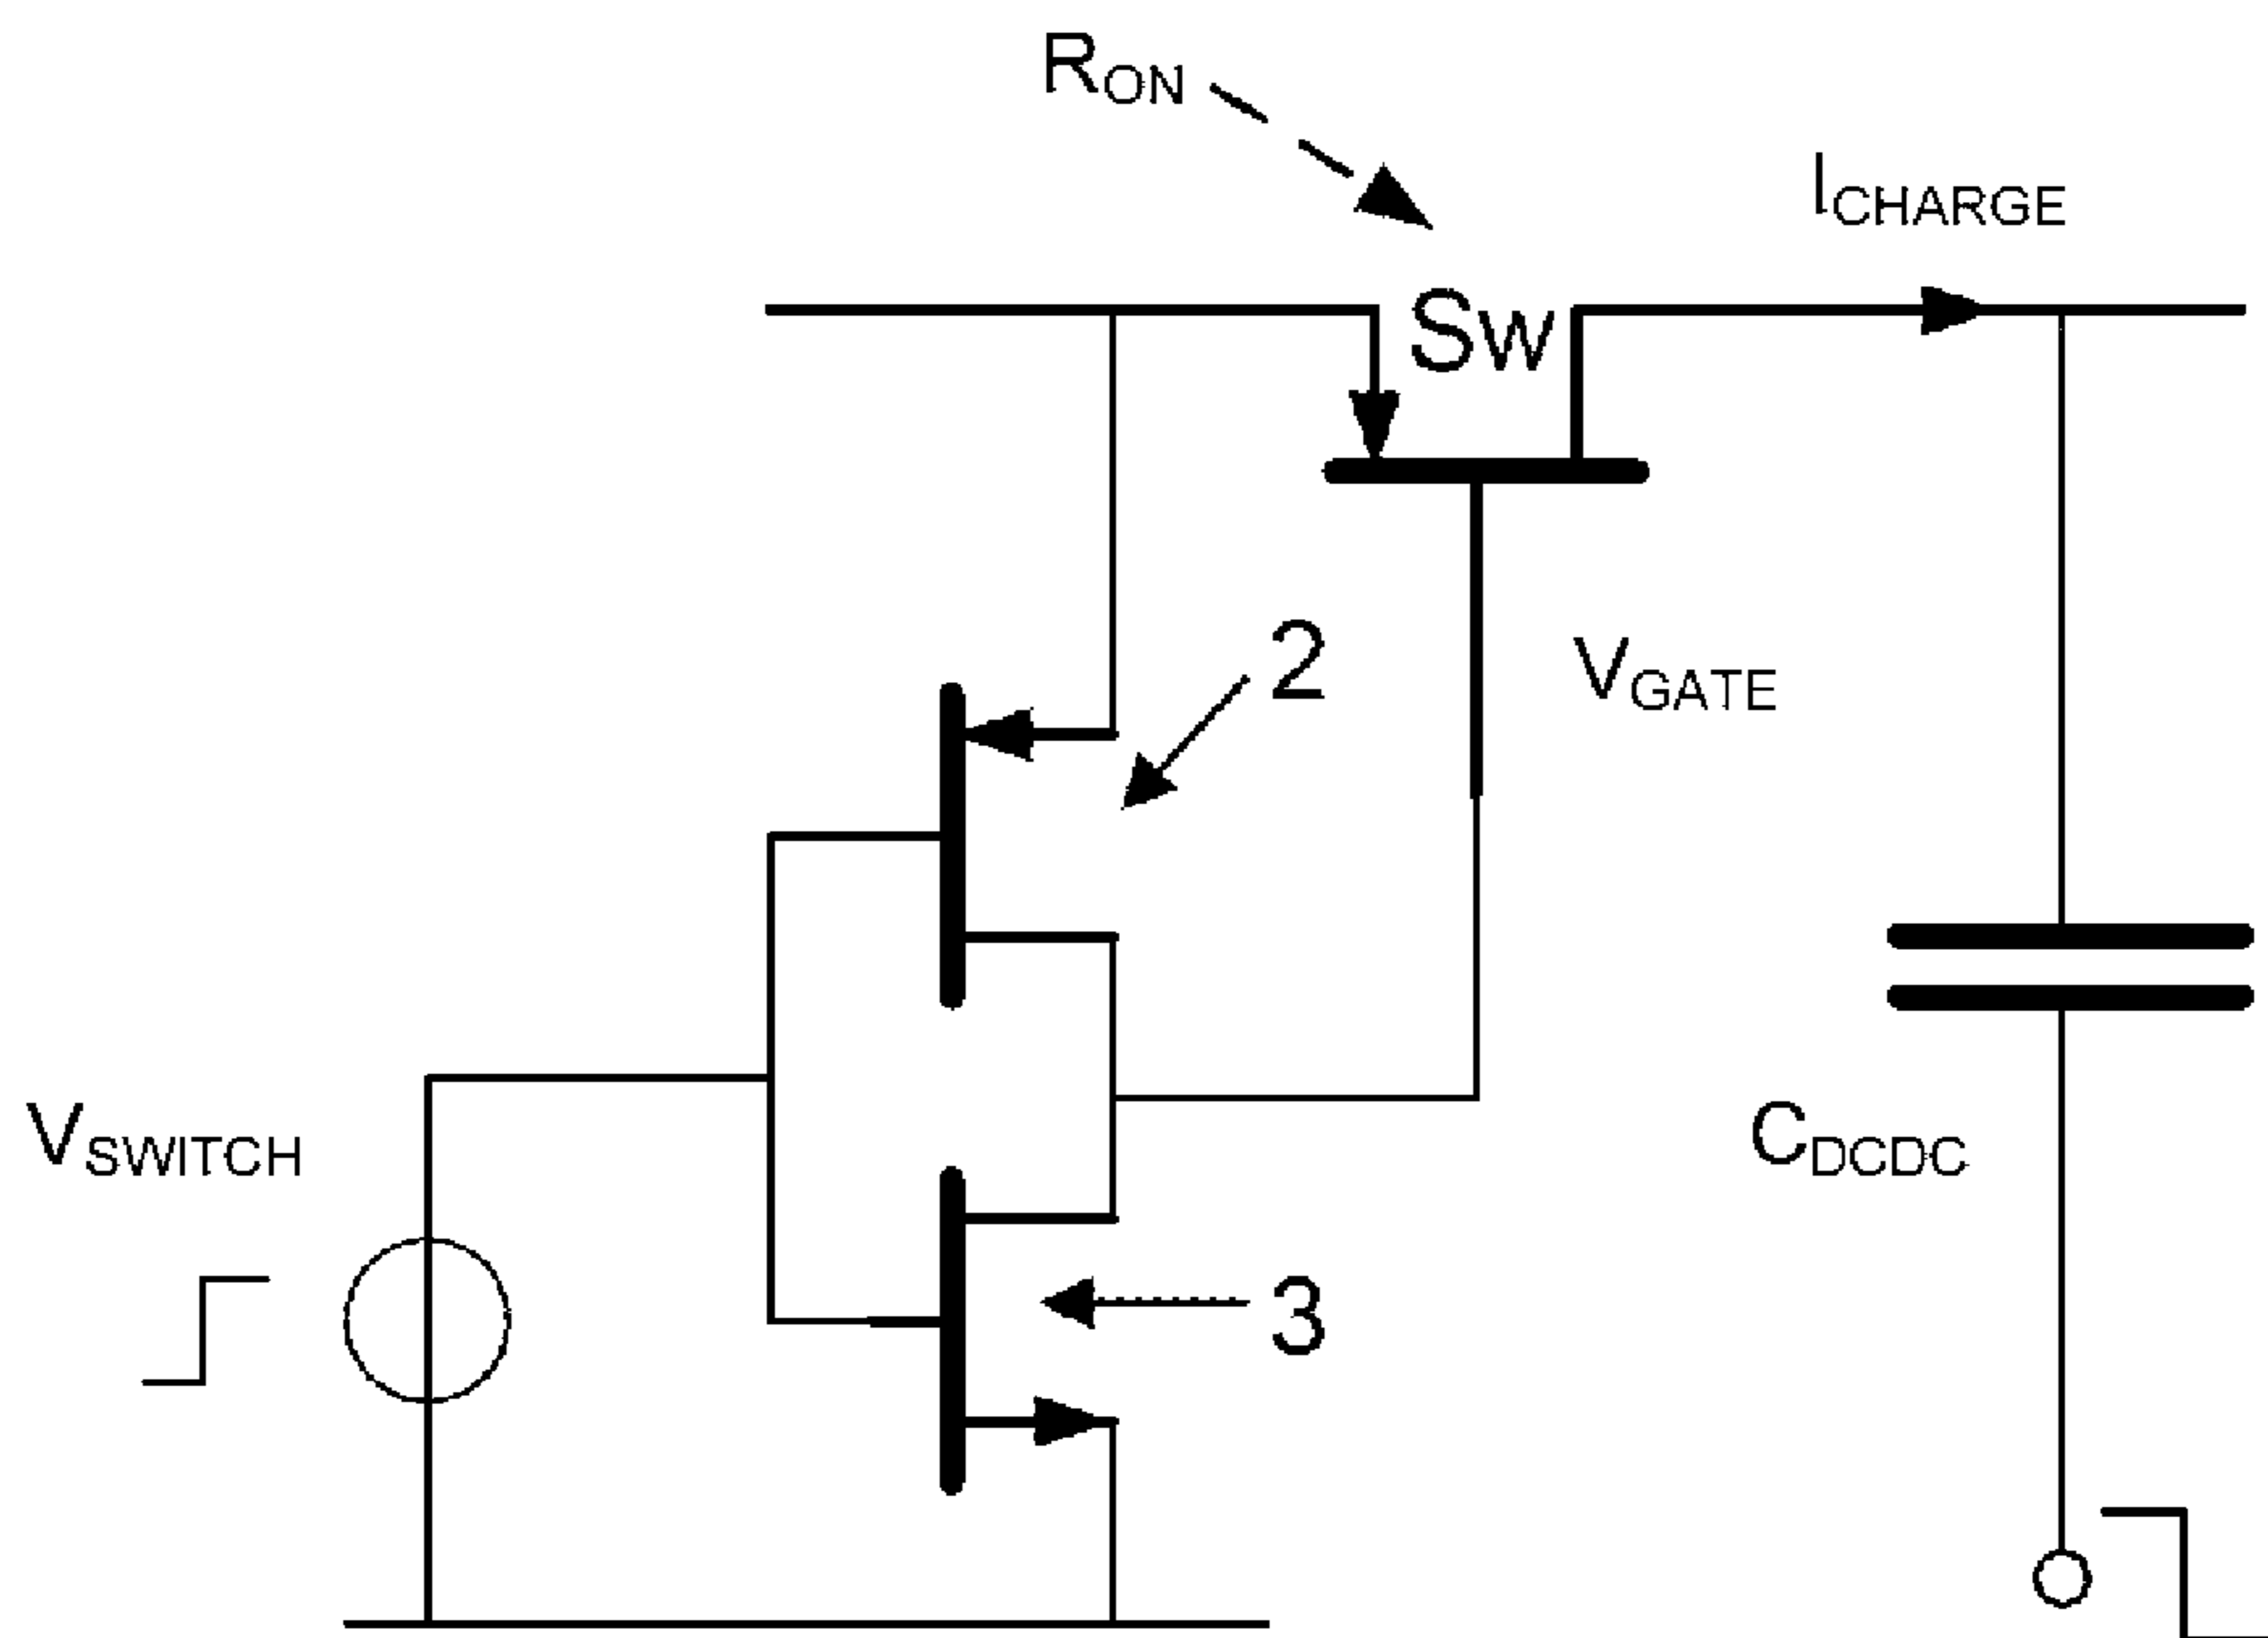 RON
ICHARGE
Sw
2
VGATE
VSWITCH
CDCDC
3